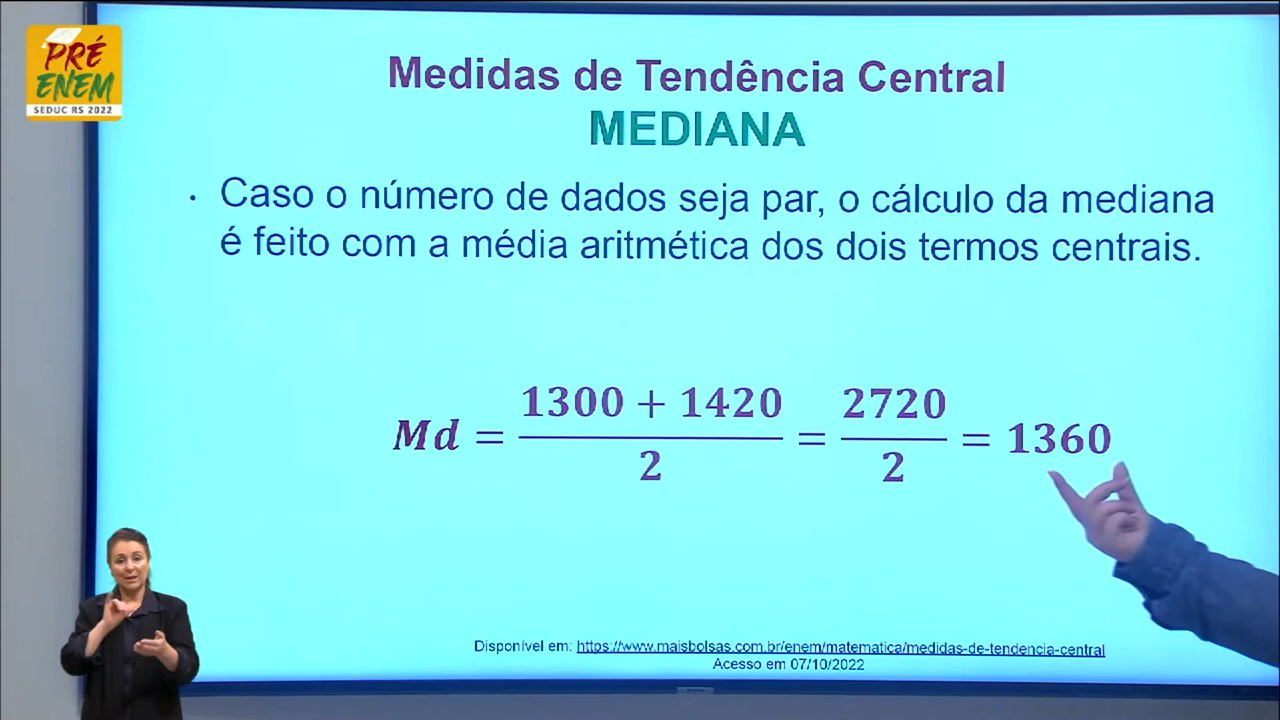 PRÉ
ENEM
SEDUC RS 2022
Medidas de Tendência Central
MEDIANA
· Caso o número de dados seja par, o cálculo da mediana
é feito com a média aritmética dos dois termos centrais.
Md = (1300 + 1420)/2 = 2720/2 = 1360
Disponível em: https://www.maisbolsas.com.br/enem/matematica/medidas-de-tendencia-central
Acesso em 07/10/2022